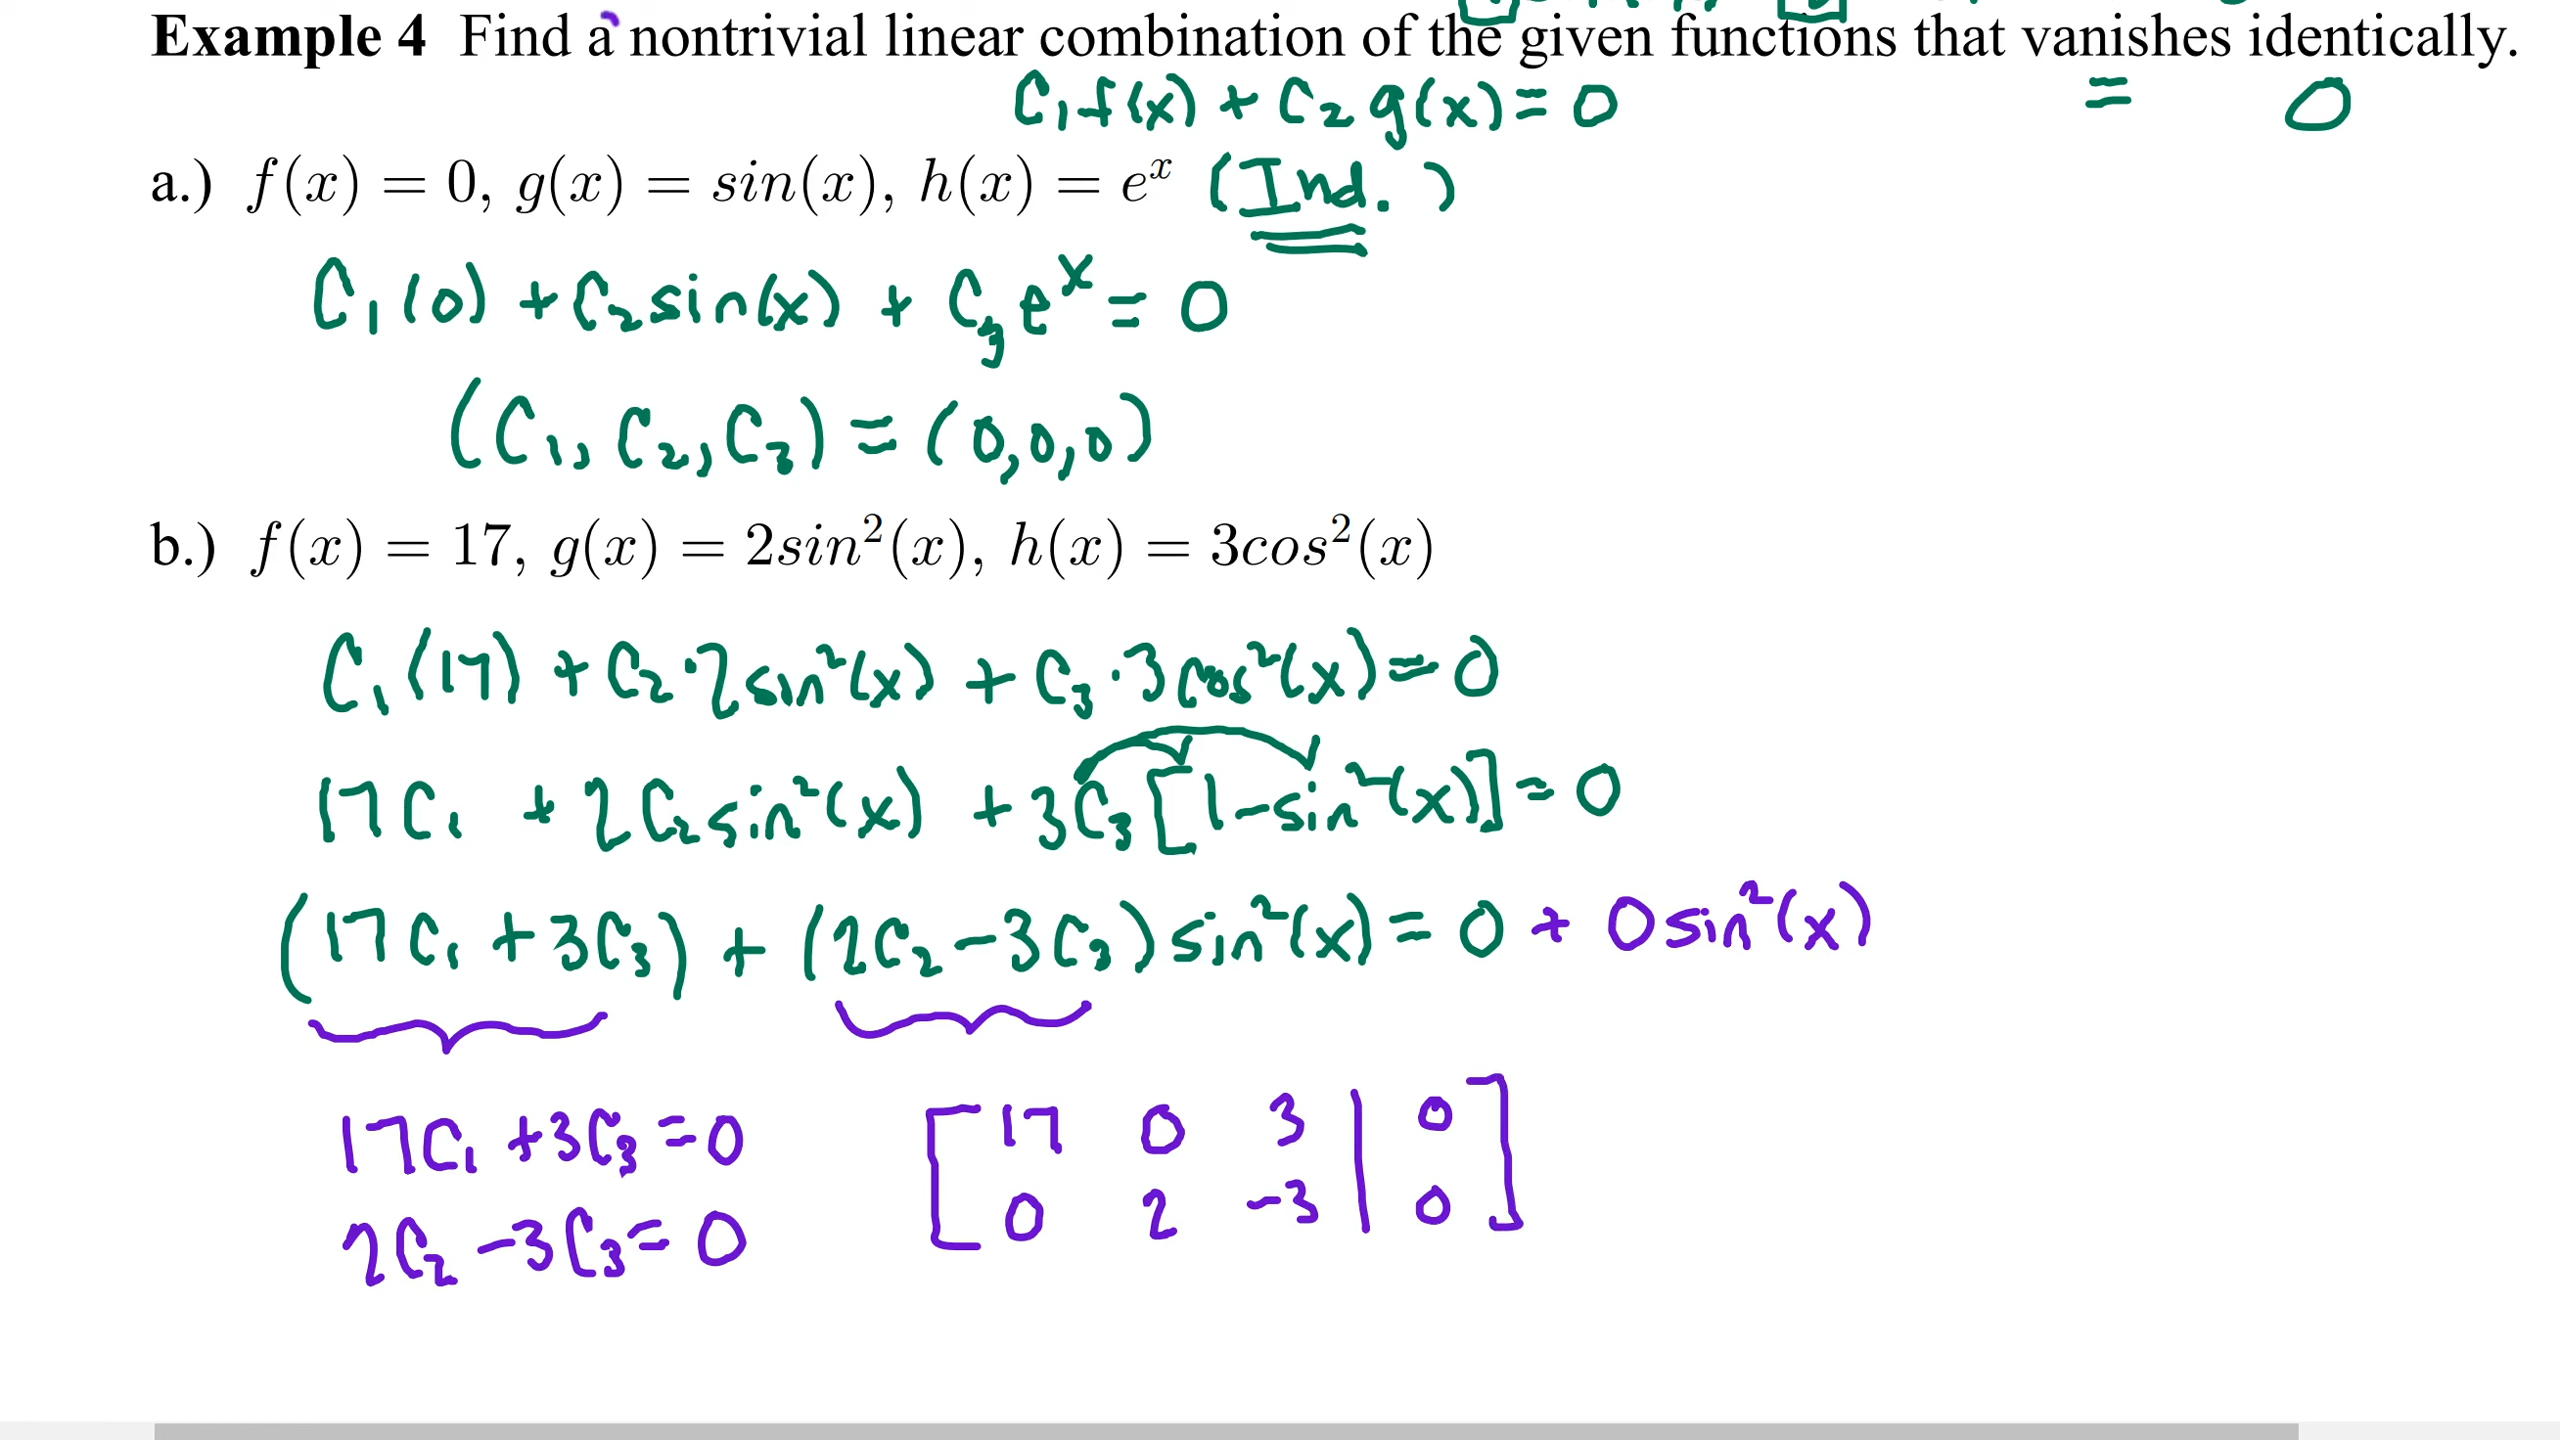 Example 4 Find a nontrivial linear combination of the given functions that vanishes identically.
C₁f(x) + C₂g(x) = 0 = 0
a.) f(x) = 0, g(x) = sin(x), h(x) = eˣ (Ind.)
C₁(0) + C₂sin(x) + C₃eˣ = 0
(C₁, C₂, C₃) = (0,0,0)
b.) f(x) = 17, g(x) = 2sin²(x), h(x) = 3cos²(x)
C₁(17) + C₂·2sin²(x) + C₃·3cos²(x) = 0
17C₁ + 2C₂sin²(x) + 3C₃[1-sin²(x)] = 0
(17C₁ + 3C₃) + (2C₂ - 3C₃)sin²(x) = 0 + 0sin²(x)
17C₁ + 3C₃ = 0 [17 0 3 | 0
2C₂ - 3C₃ = 0 0 2 -3 | 0]